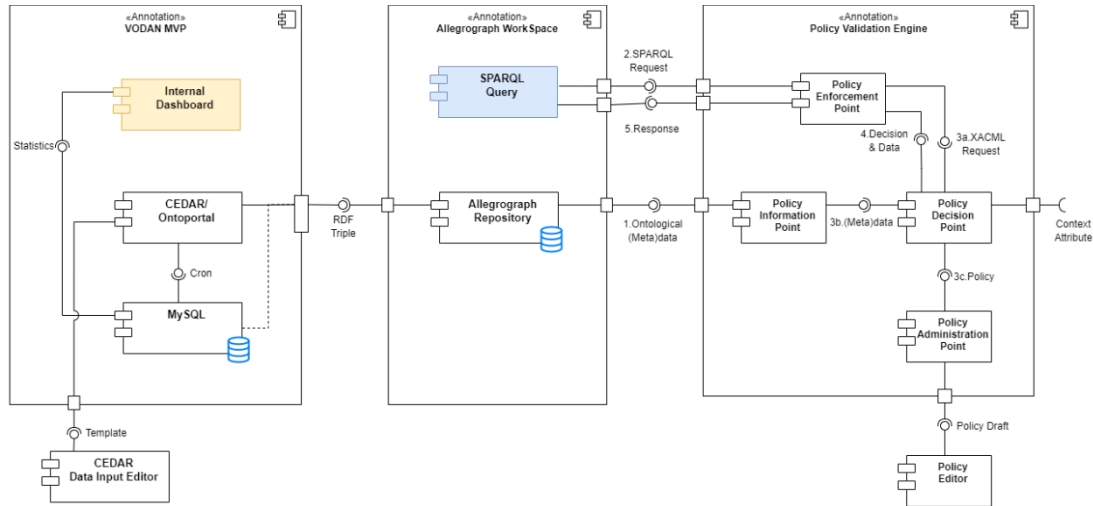 «Annotation»
VODAN MVP
Internal
Dashboard
Statistics
CEDAR/
Ontoportal
Cron
MySQL
Template
CEDAR
Data Input Editor
RDF
Triple
«Annotation»
Allegrograph WorkSpace
SPARQL
Query
Allegrograph
Repository
2.SPARQL
Request
5.Response
1.Ontological
(Meta)data
«Annotation»
Policy Validation Engine
Policy
Enforcement
Point
4.Decision
& Data
3a.XACML
Request
Policy
Information
Point
3b.(Meta)data
Policy
Decision
Point
Context
Attribute
3c.Policy
Policy
Administration
Point
Policy Draft
Policy
Editor